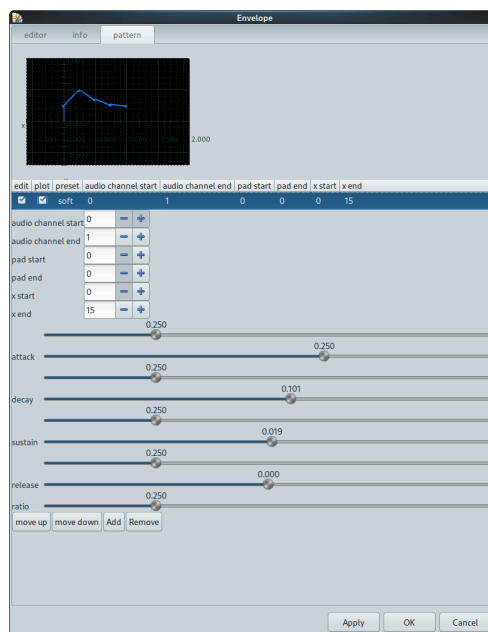 Envelope
editor info pattern
x
2.000
edit plot preset audio channel start audio channel end pad start pad end x start x end
soft 0 1 0 0 0 15
audio channel start 0
audio channel end 1
pad start 0
pad end 0
x start 0
x end 15
0.250
0.250
attack
0.250
0.101
decay
0.250
0.019
sustain
0.250
0.000
release
0.250
ratio
move up move down Add Remove
Apply OK Cancel